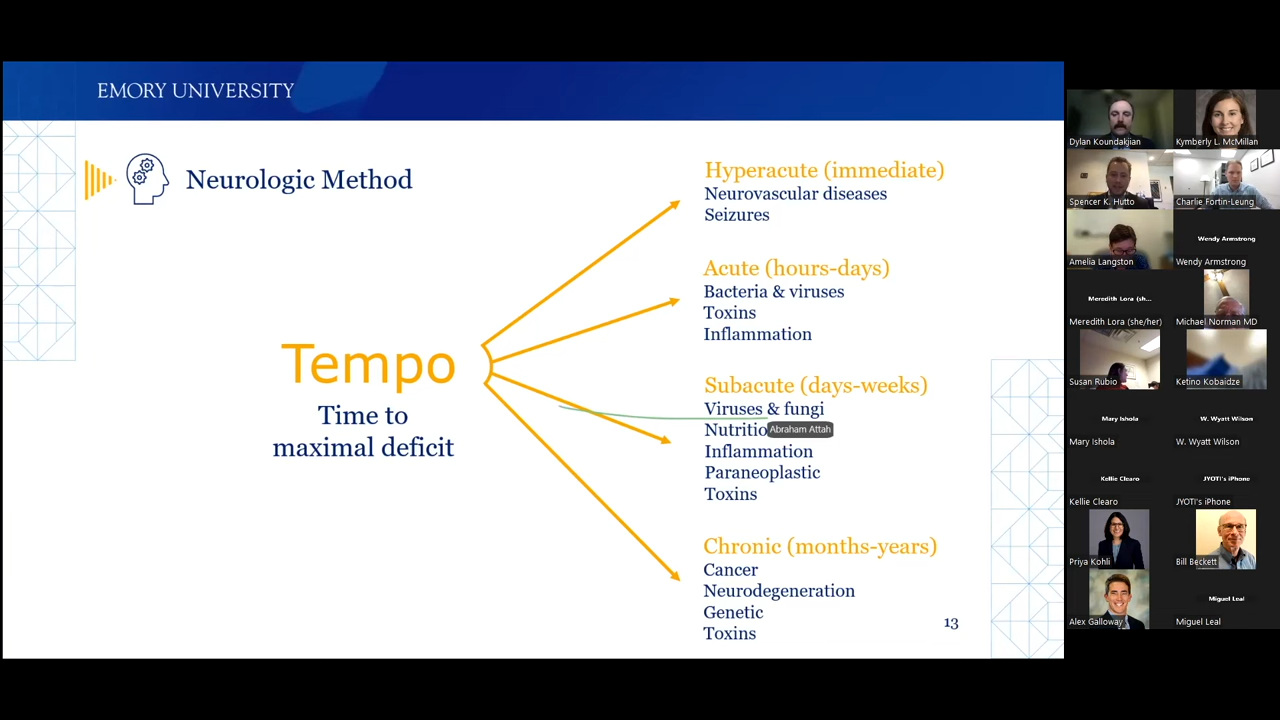 EMORY UNIVERSITY
Neurologic Method
Tempo
Time to
maximal deficit
Hyperacute (immediate)
Neurovascular diseases
Seizures
Acute (hours-days)
Bacteria & viruses
Toxins
Inflammation
Subacute (days-weeks)
Viruses & fungi
Nutritio
Abraham Attah
Inflammation
Paraneoplastic
Toxins
Chronic (months-years)
Cancer
Neurodegeneration
Genetic
Toxins
13
Dylan Koundakjian
Kymberly L. McMillan
Spencer K. Hutto
Charlie Fortin-Leung
Amelia Langston
Wendy Armstrong
Wendy Armstrong
Meredith Lora (sh...
Meredith Lora (she/her)
Michael Norman MD
Susan Rubio
Ketino Kobaidze
Mary Ishola
Mary Ishola
W. Wyatt Wilson
W. Wyatt Wilson
Kellie Clearo
Kellie Clearo
JYOTI's iPhone
JYOTI's iPhone
Priya Kohli
Bill Beckett
Alex Galloway
Miguel Leal
Miguel Leal